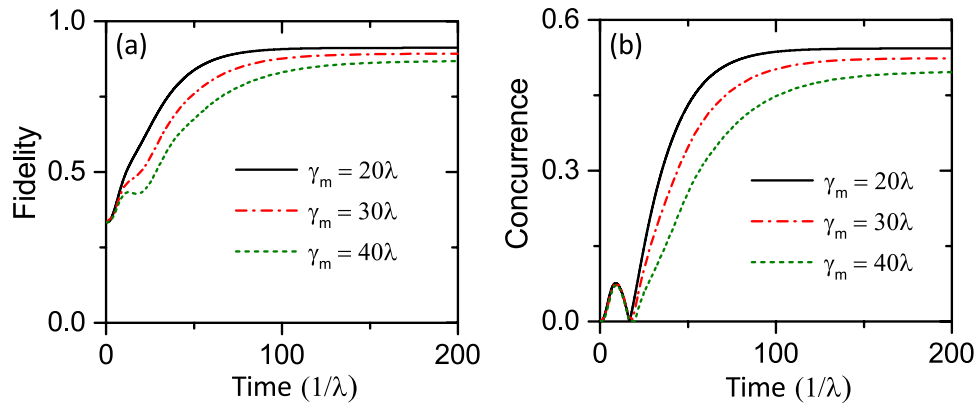 (a)
Fidelity
1.0
0.5
0.0
γm = 20λ
γm = 30λ
γm = 40λ
0
100
200
Time (1/λ)
(b)
Concurrence
0.6
0.3
0.0
γm = 20λ
γm = 30λ
γm = 40λ
0
100
200
Time (1/λ)